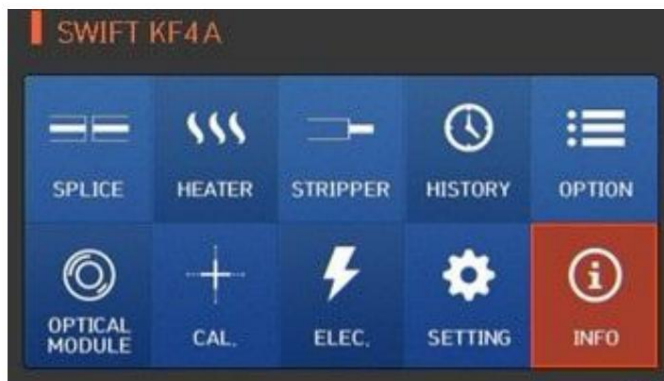 SWIFT KF4A
SPLICE
HEATER
STRIPPER
HISTORY
OPTION
OPTICAL
MODULE
CAL.
ELEC.
SETTING
INFO